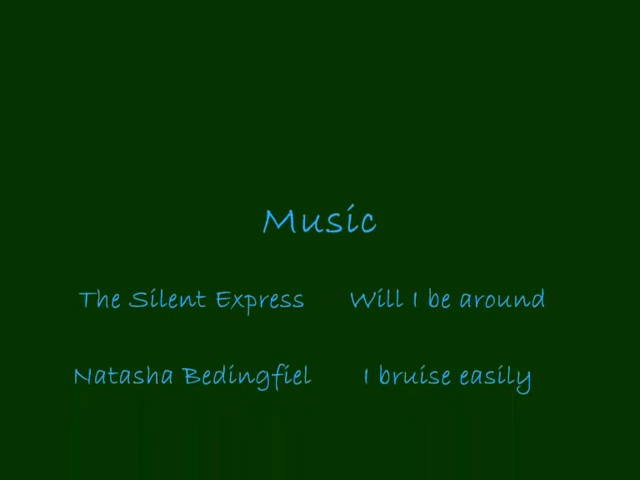 Music
The Silent Express Will I be around
Natasha Bedingfiel I bruise easily